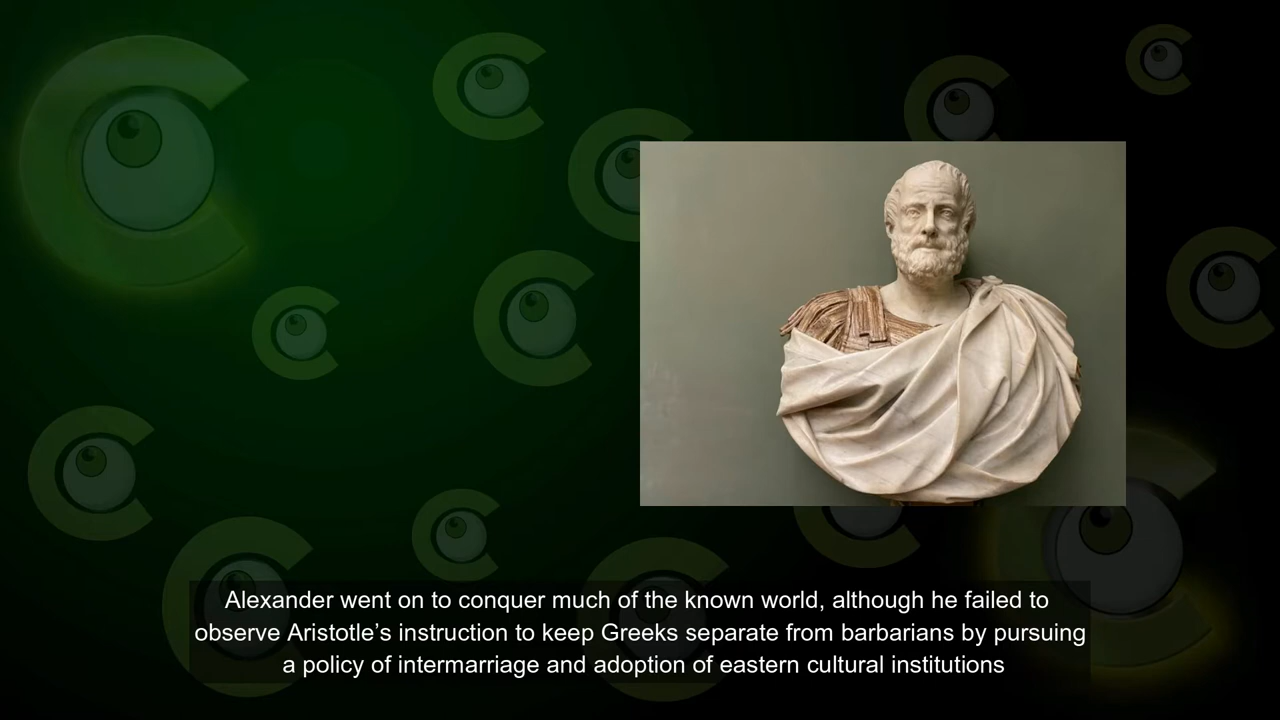 Alexander went on to conquer much of the known world, although he failed to
observe Aristotle’s instruction to keep Greeks separate from barbarians by pursuing
a policy of intermarriage and adoption of eastern cultural institutions